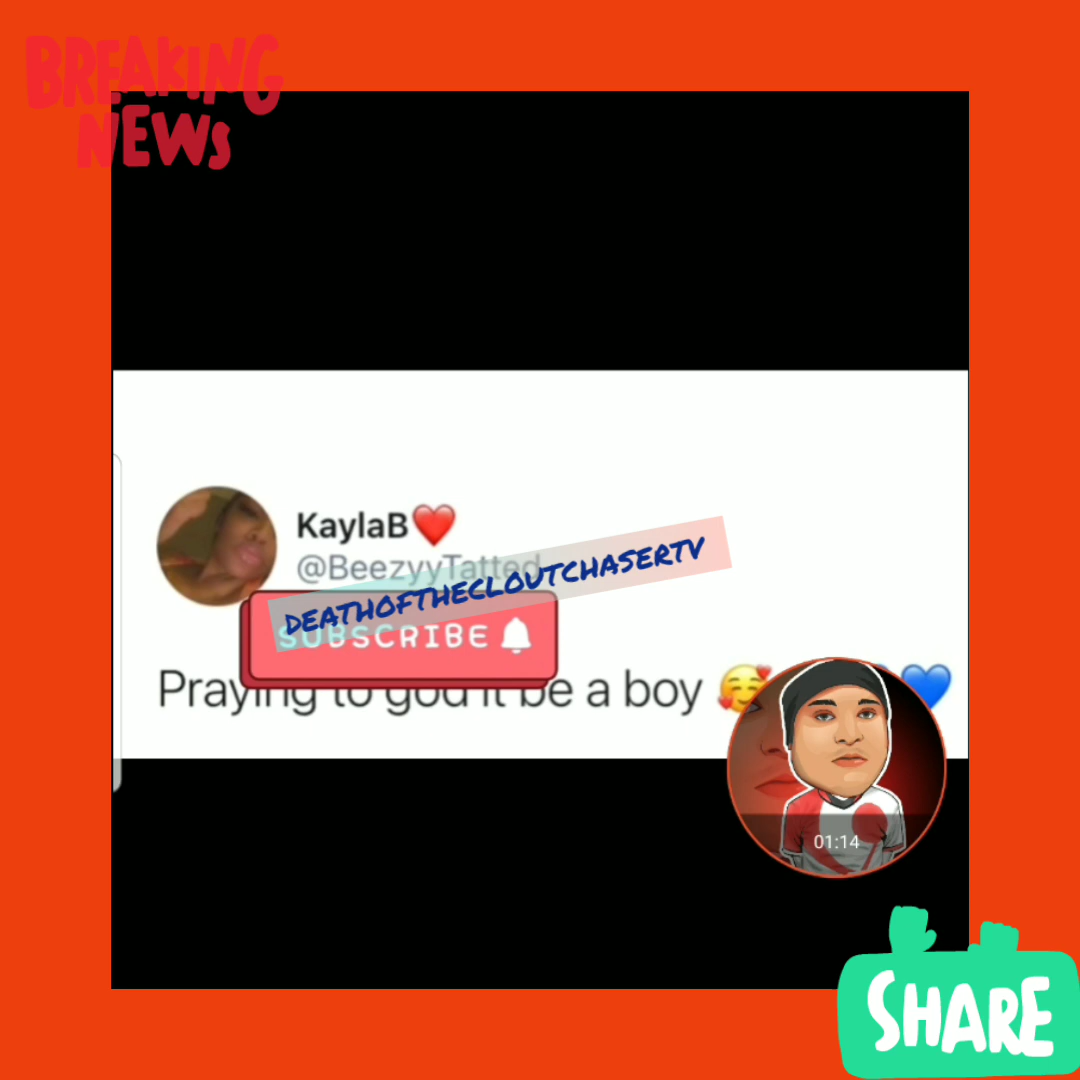 BREAKING
NEWS
KaylaB❤️
@BeezyyTatted
DEATHOFTHECLOUTCHASERTV
SUBSCRIBE
Praying to god it be a boy 🥰 💙
01:14
SHARE